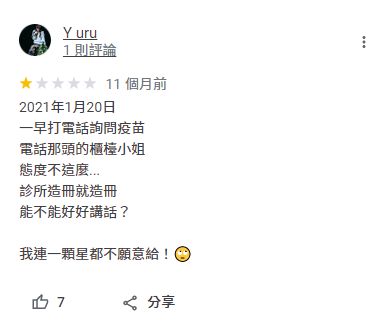 Y uru
1 則評論
11 個月前
2021年1月20日
一早打電話詢問疫苗
電話那頭的櫃檯小姐
態度不這麼...
診所造冊就造冊
能不能好好講話？
我連一顆星都不願意給！🙄
7
分享